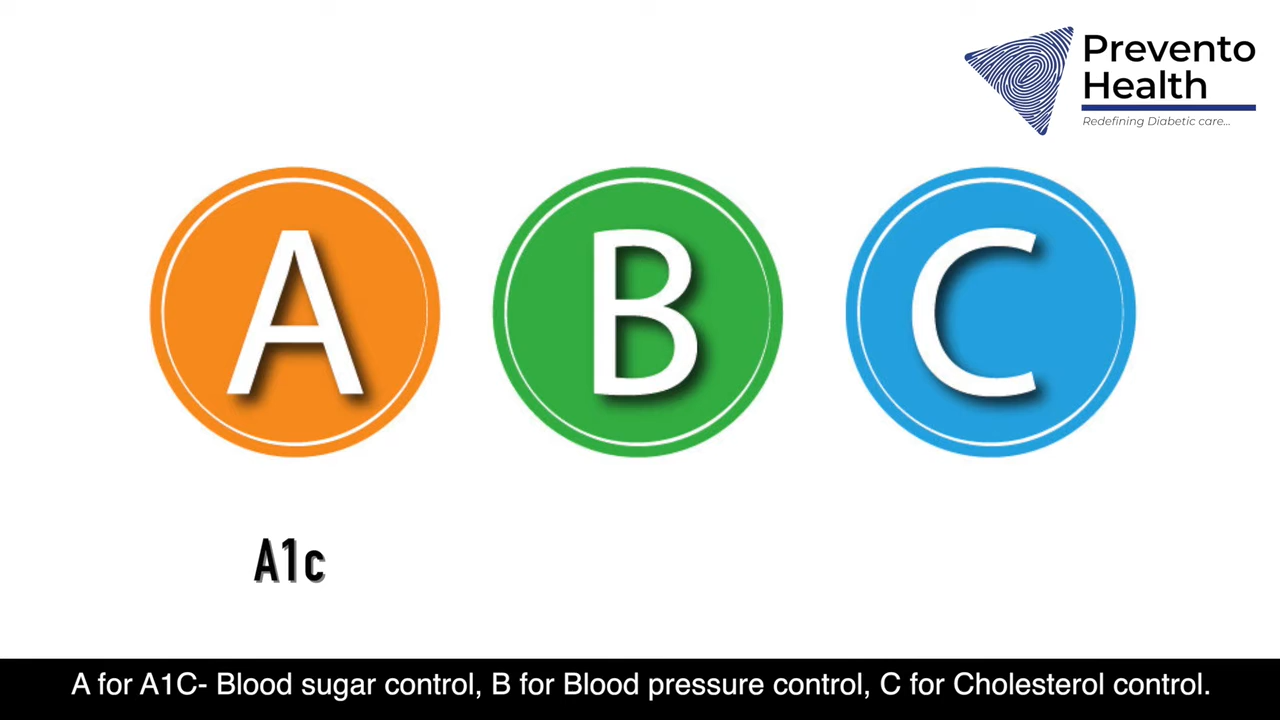 Prevento
Health
Redefining Diabetic care...
A B C
A1c
A for A1C- Blood sugar control, B for Blood pressure control, C for Cholesterol control.